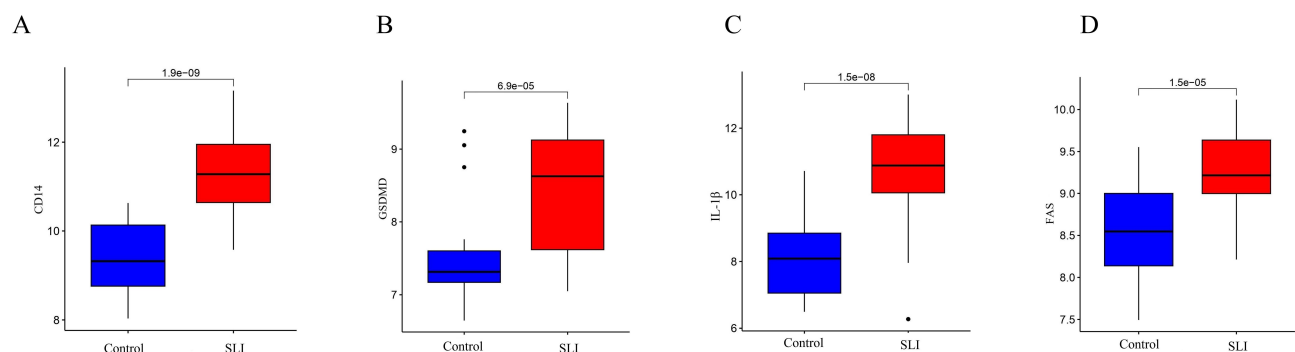 A
B
C
D
1.9e−09
6.9e−05
1.5e−08
1.5e−05
CD14
12
10
8
GSDMD
9
8
7
IL-1β
12
10
8
6
FAS
10.0
9.5
9.0
8.5
8.0
7.5
Control SLI
Control SLI
Control SLI
Control SLI